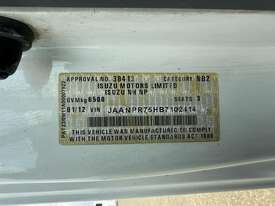 APPROVAL NO. 38413 CATEGORY NB2
ISUZU MOTORS LIMITED
ISUZU NH NP
GVM kg 6500 SEATS 3
01/12 VIN JAANPR75HB7102414
THIS VEHICLE WAS MANUFACTURED TO COMPLY
WITH THE MOTOR VEHICLE STANDARDS ACT 1989